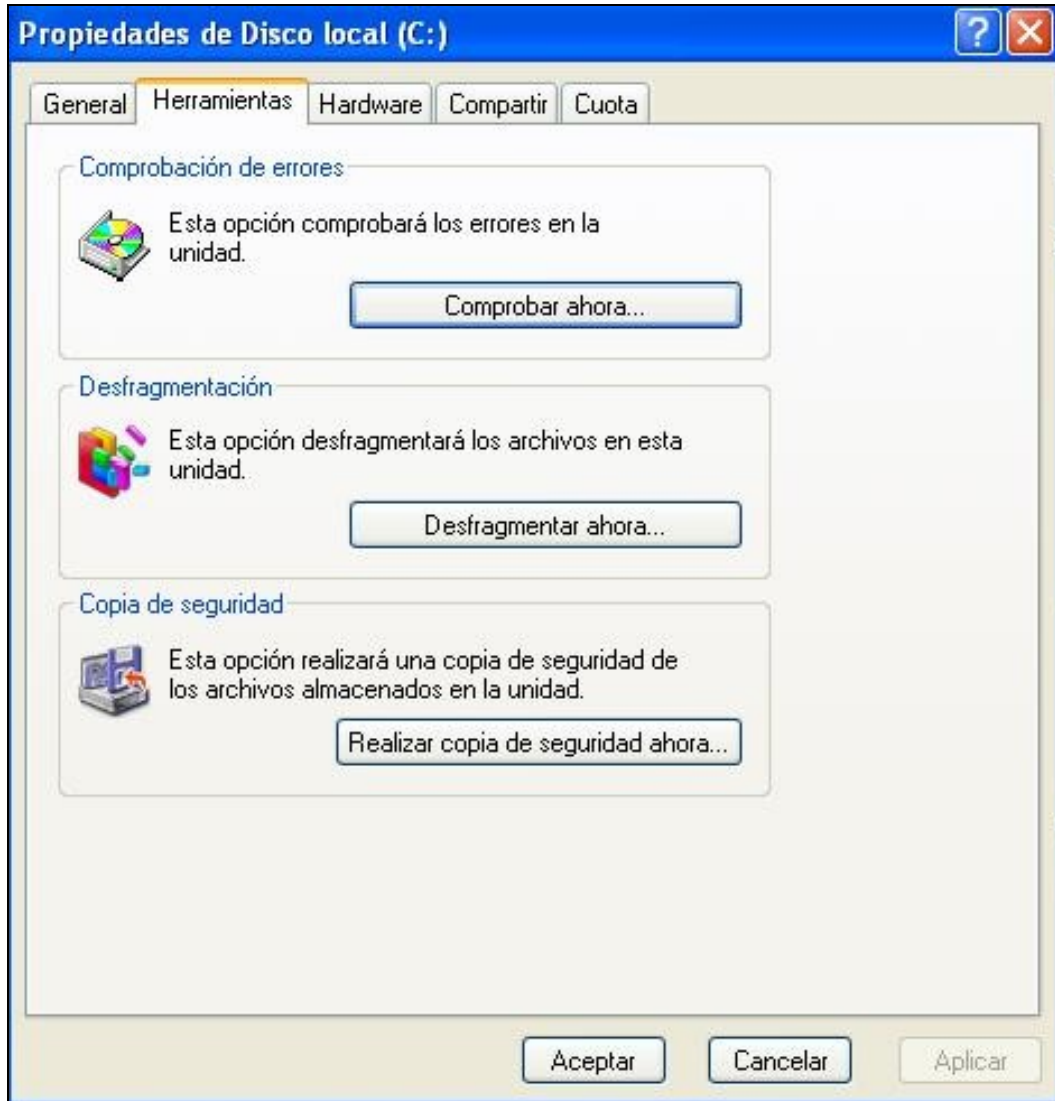 Propiedades de Disco local (C:)
General Herramientas Hardware Compartir Cuota
Comprobación de errores
Esta opción comprobará los errores en la
unidad.
Comprobar ahora...
Desfragmentación
Esta opción desfragmentará los archivos en esta
unidad.
Desfragmentar ahora...
Copia de seguridad
Esta opción realizará una copia de seguridad de
los archivos almacenados en la unidad.
Realizar copia de seguridad ahora...
Aceptar Cancelar Aplicar